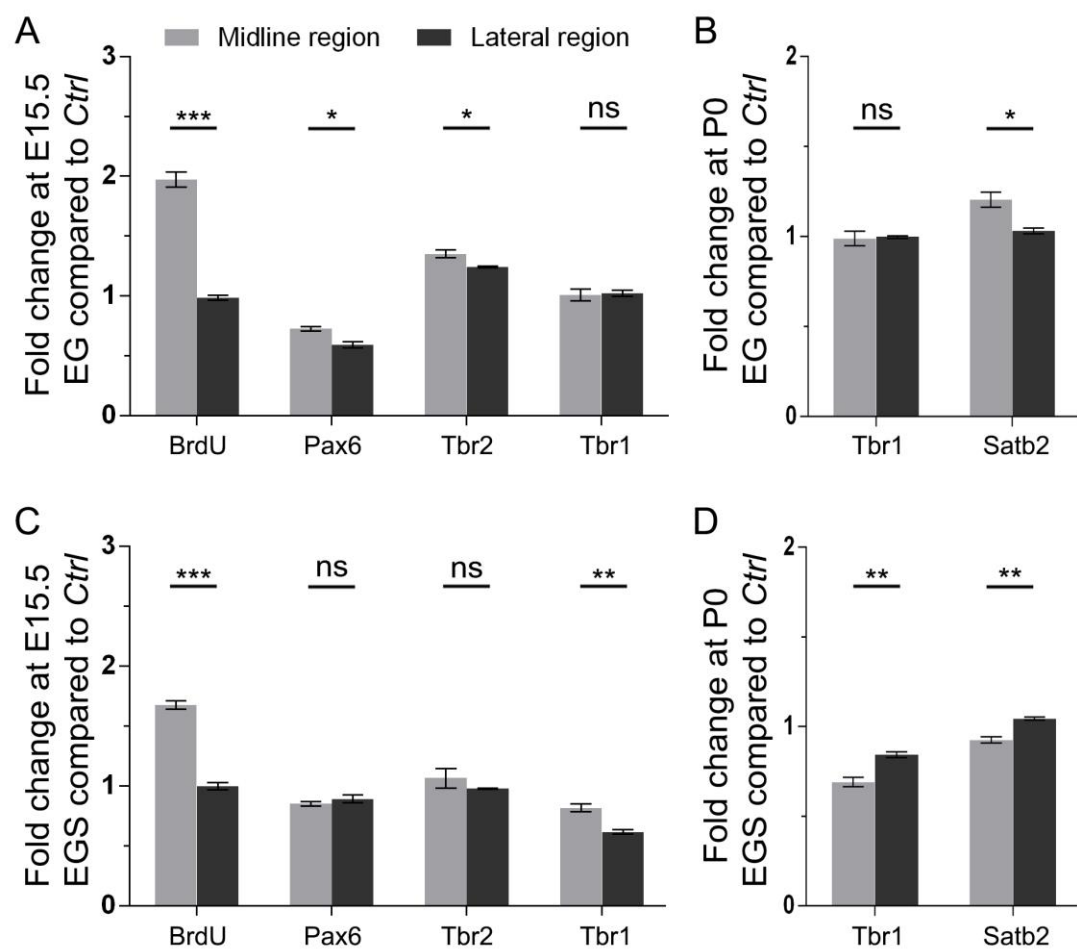 A
Midline region
Lateral region
Fold change at E15.5
EG compared to Ctrl
3
2
1
0
***
*
*
ns
BrdU
Pax6
Tbr2
Tbr1
B
Fold change at P0
EG compared to Ctrl
2
1
0
ns
*
Tbr1
Satb2
C
Fold change at E15.5
EGS compared to Ctrl
3
2
1
0
***
ns
ns
**
BrdU
Pax6
Tbr2
Tbr1
D
Fold change at P0
EGS compared to Ctrl
2
1
0
**
**
Tbr1
Satb2